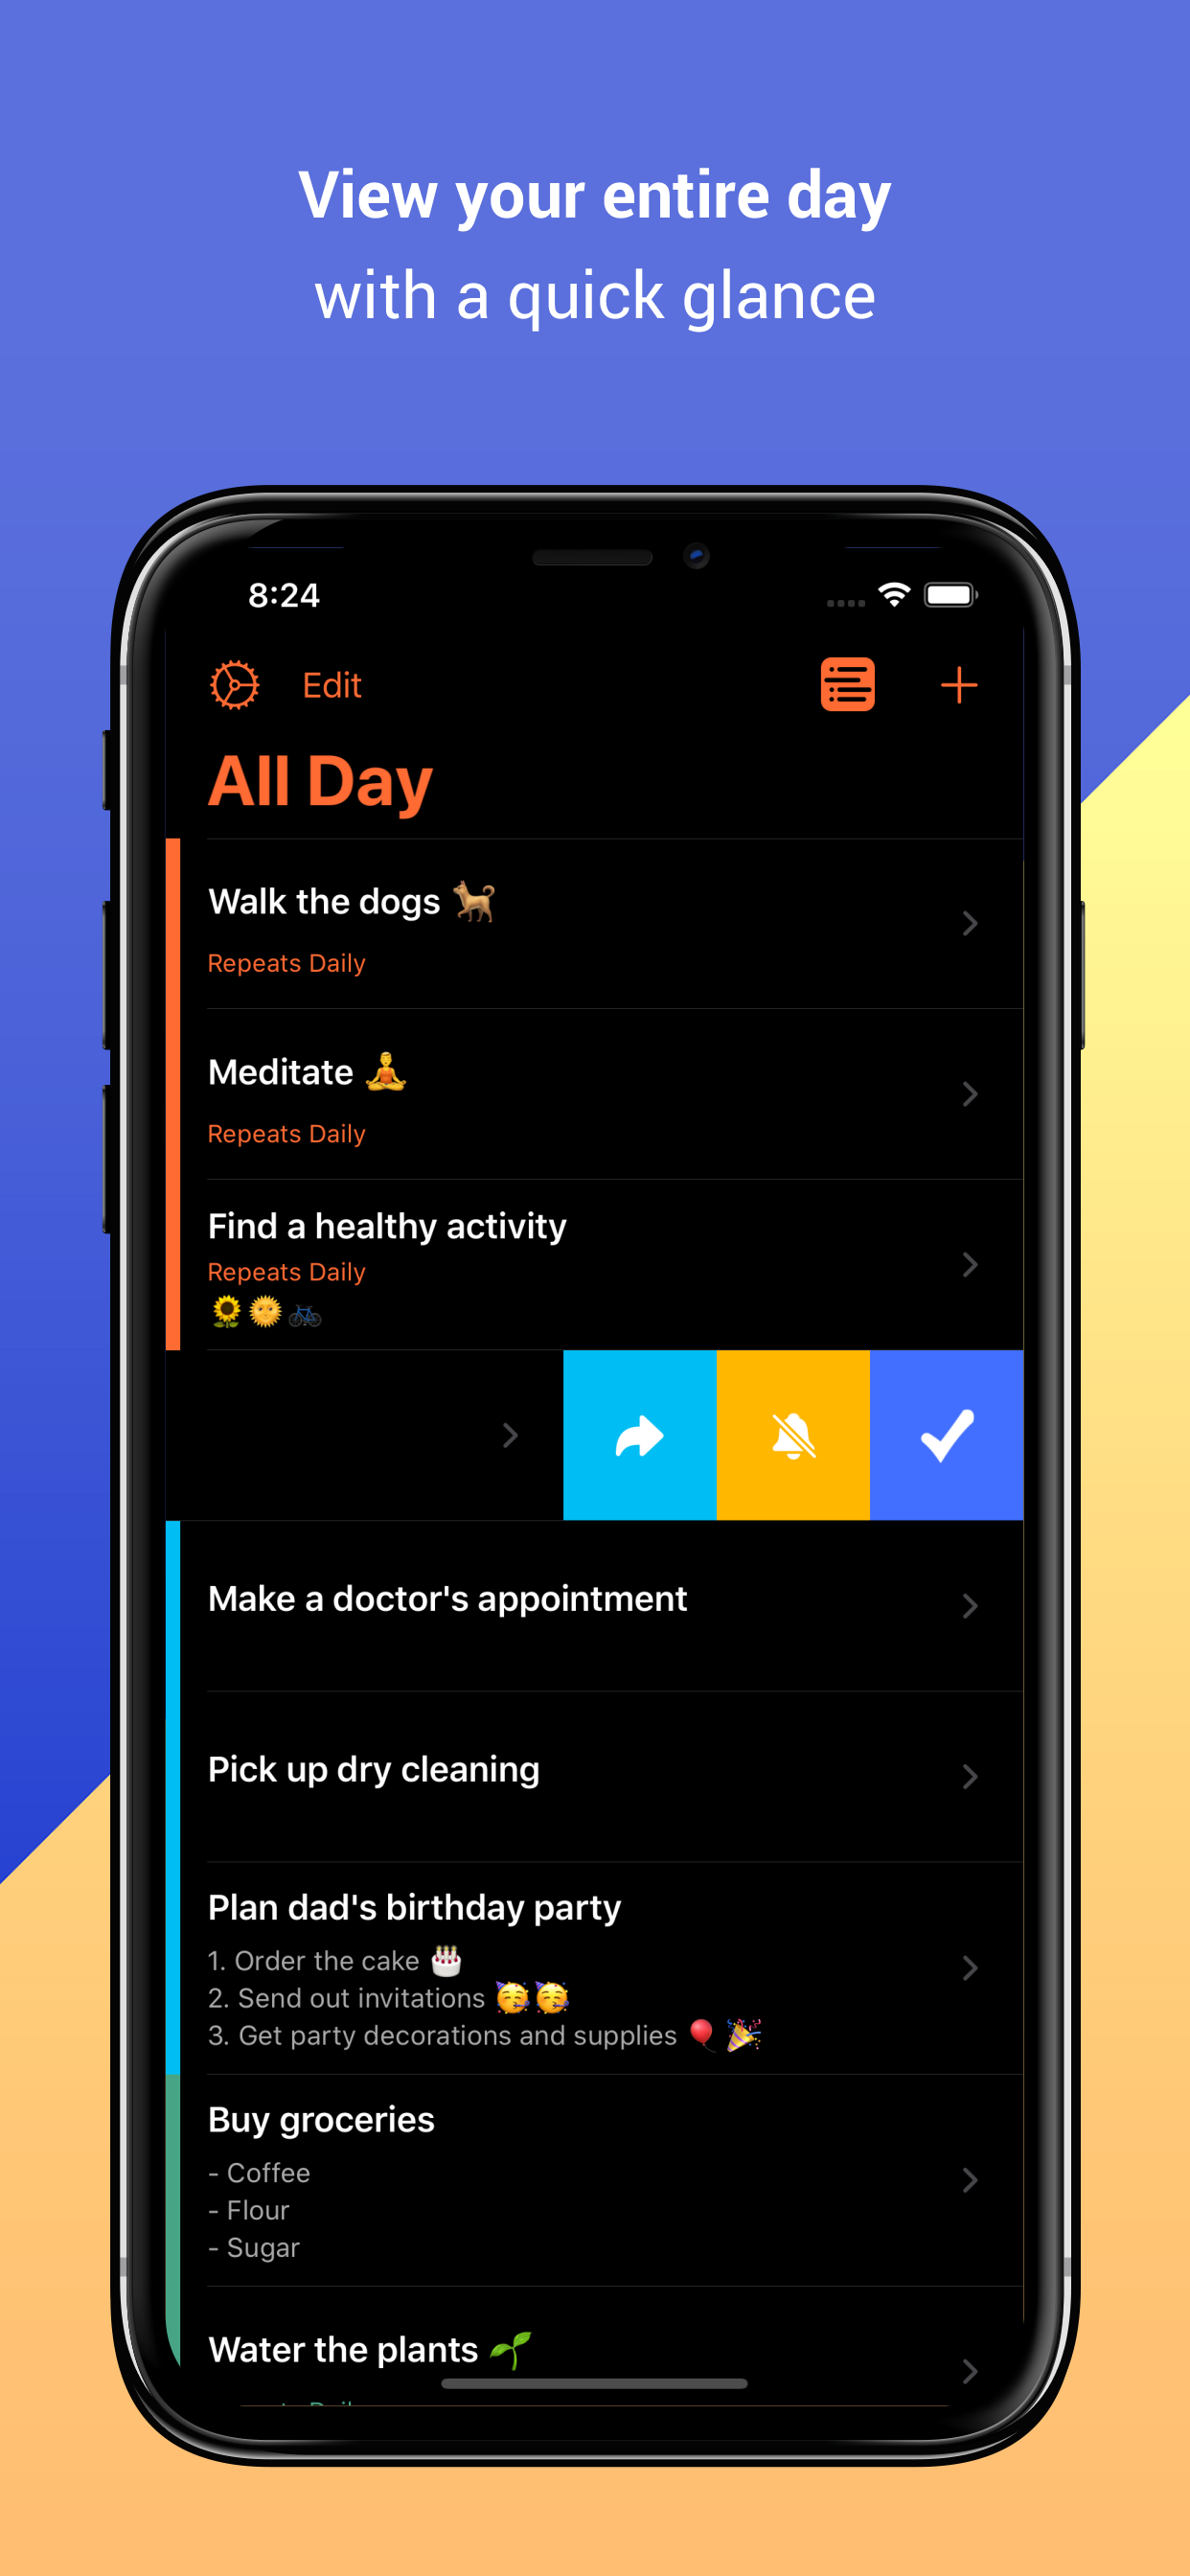 View your entire day
with a quick glance
8:24
Edit
All Day
Walk the dogs 🐕
Repeats Daily
Meditate 🧘
Repeats Daily
Find a healthy activity
Repeats Daily
🌻🌞🚲
Make a doctor's appointment
Pick up dry cleaning
Plan dad's birthday party
1. Order the cake 🎂
2. Send out invitations 🥳🥳
3. Get party decorations and supplies 🎈 🎉
Buy groceries
- Coffee
- Flour
- Sugar
Water the plants 🌱